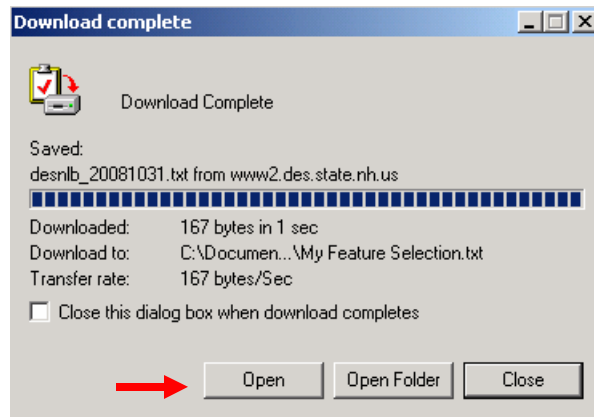 Download complete
Download Complete
Saved:
desnlb_20081031.txt from www2.des.state.nh.us
Downloaded: 167 bytes in 1 sec
Download to: C:\Documen...\My Feature Selection.txt
Transfer rate: 167 bytes/Sec
Close this dialog box when download completes
Open Open Folder Close